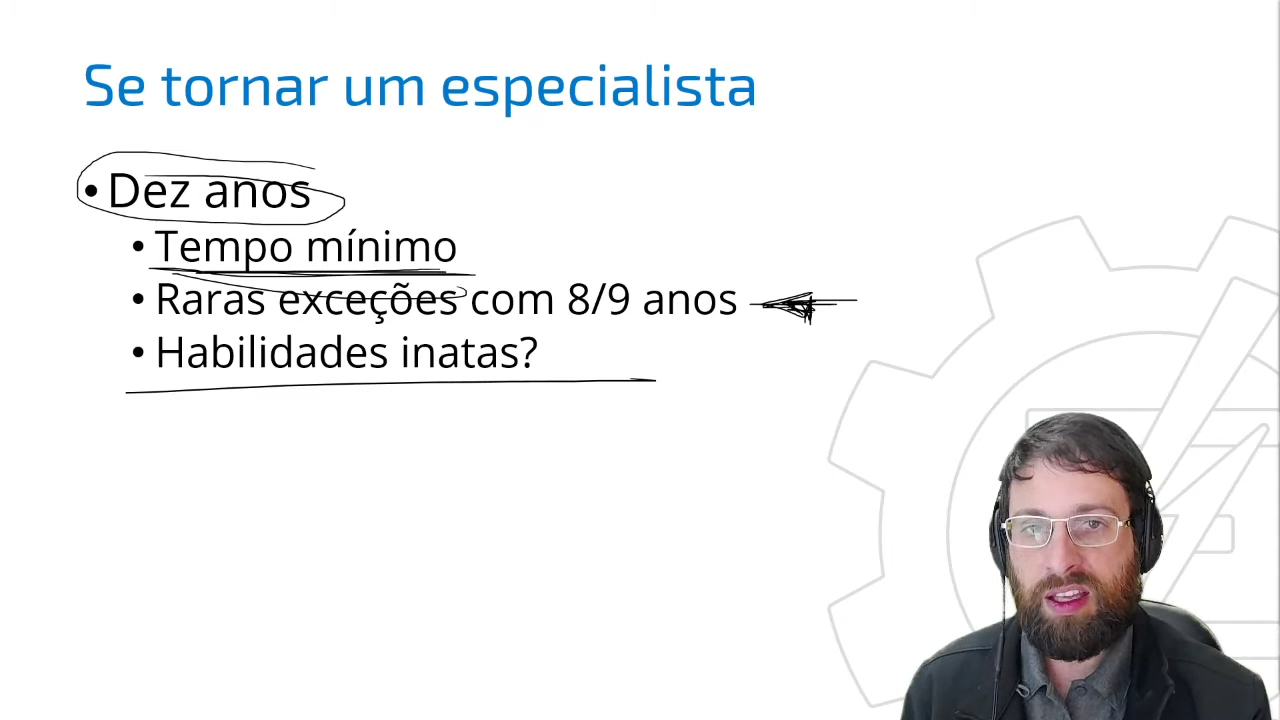 Se tornar um especialista
• Dez anos
• Tempo mínimo
• Raras exceções com 8/9 anos
• Habilidades inatas?